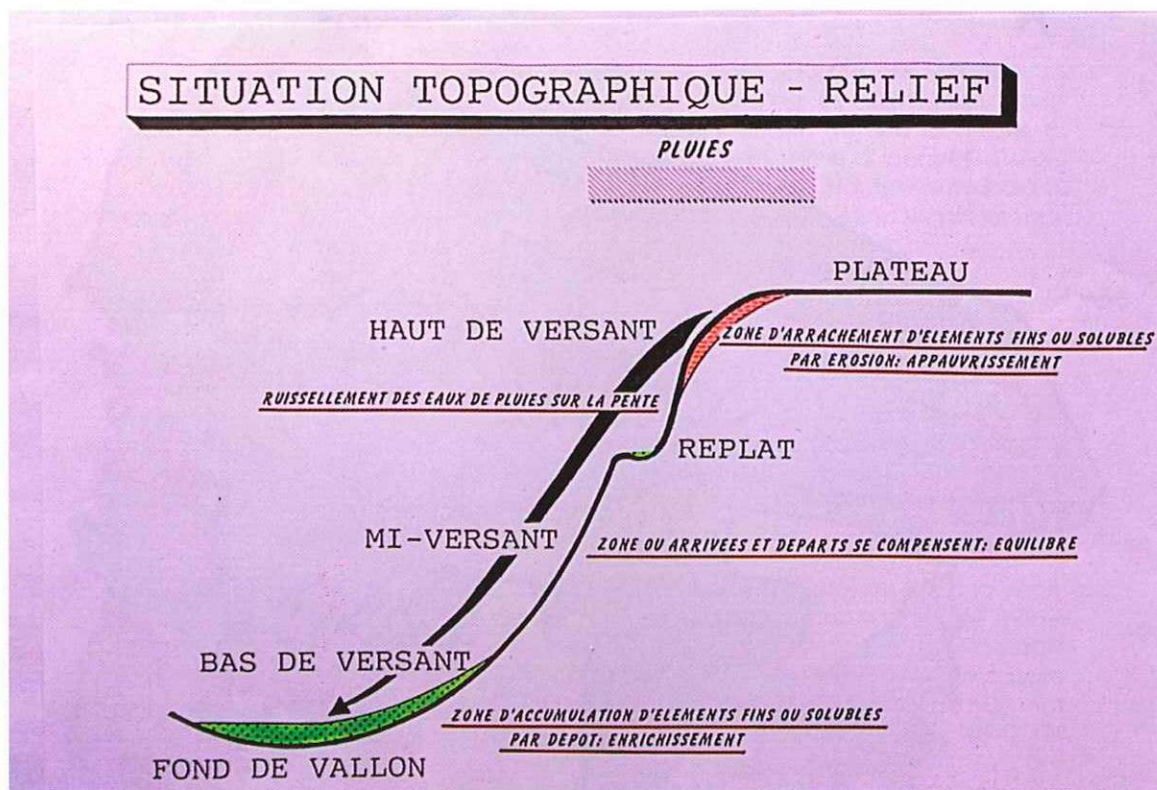 SITUATION TOPOGRAPHIQUE - RELIEF
PLUIES
PLATEAU
HAUT DE VERSANT
ZONE D'ARRACHEMENT D'ELEMENTS FINS OU SOLUBLES
PAR EROSION: APPAUVRISSEMENT
RUISSELLEMENT DES EAUX DE PLUIES SUR LA PENTE
REPLAT
MI-VERSANT
ZONE OU ARRIVEES ET DEPARTS SE COMPENSENT: EQUILIBRE
BAS DE VERSANT
ZONE D'ACCUMULATION D'ELEMENTS FINS OU SOLUBLES
PAR DEPOT: ENRICHISSEMENT
FOND DE VALLON